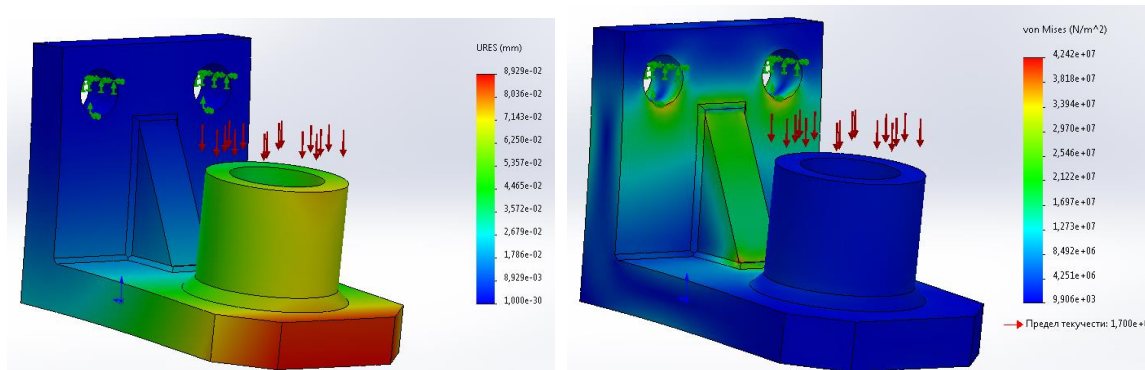 URES (mm)
8,929e-02
8,036e-02
7,143e-02
6,250e-02
5,357e-02
4,465e-02
3,572e-02
2,679e-02
1,786e-02
8,929e-03
1,000e-30
von Mises (N/m^2)
4,242e+07
3,818e+07
3,394e+07
2,970e+07
2,546e+07
2,122e+07
1,697e+07
1,273e+07
8,492e+06
4,251e+06
9,906e+03
Предел текучести: 1,700e+